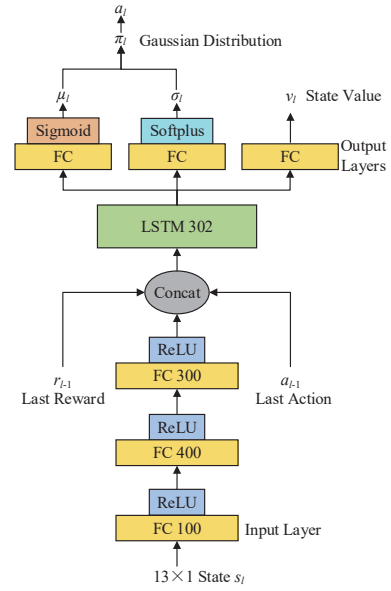 a_l
π_l Gaussian Distribution
μ_l σ_l v_l State Value
Sigmoid Softplus
FC FC FC Output
Layers
LSTM 302
Concat
ReLU
FC 300
r_{l-1} a_{l-1}
Last Reward Last Action
ReLU
FC 400
ReLU
FC 100 Input Layer
13×1 State s_l